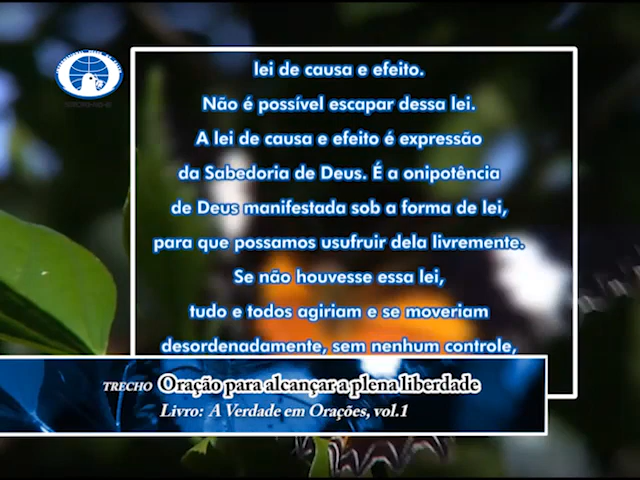 lei de causa e efeito.
Não é possível escapar dessa lei.
A lei de causa e efeito é expressão
da Sabedoria de Deus. É a onipotência
de Deus manifestada sob a forma de lei,
para que possamos usufruir dela livremente.
Se não houvesse essa lei,
tudo e todos agiriam e se moveriam
desordenadamente, sem nenhum controle,
TRECHO Oração para alcançar a plena liberdade
Livro: A Verdade em Orações, vol.1